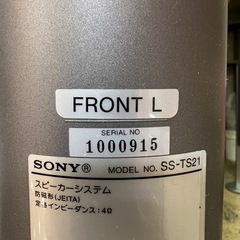 FRONT L
SERIAL NO
1000915
SONY® MODEL NO. SS-TS21
スピーカーシステム
防磁形(JEITA)
定格インピーダンス：4Ω